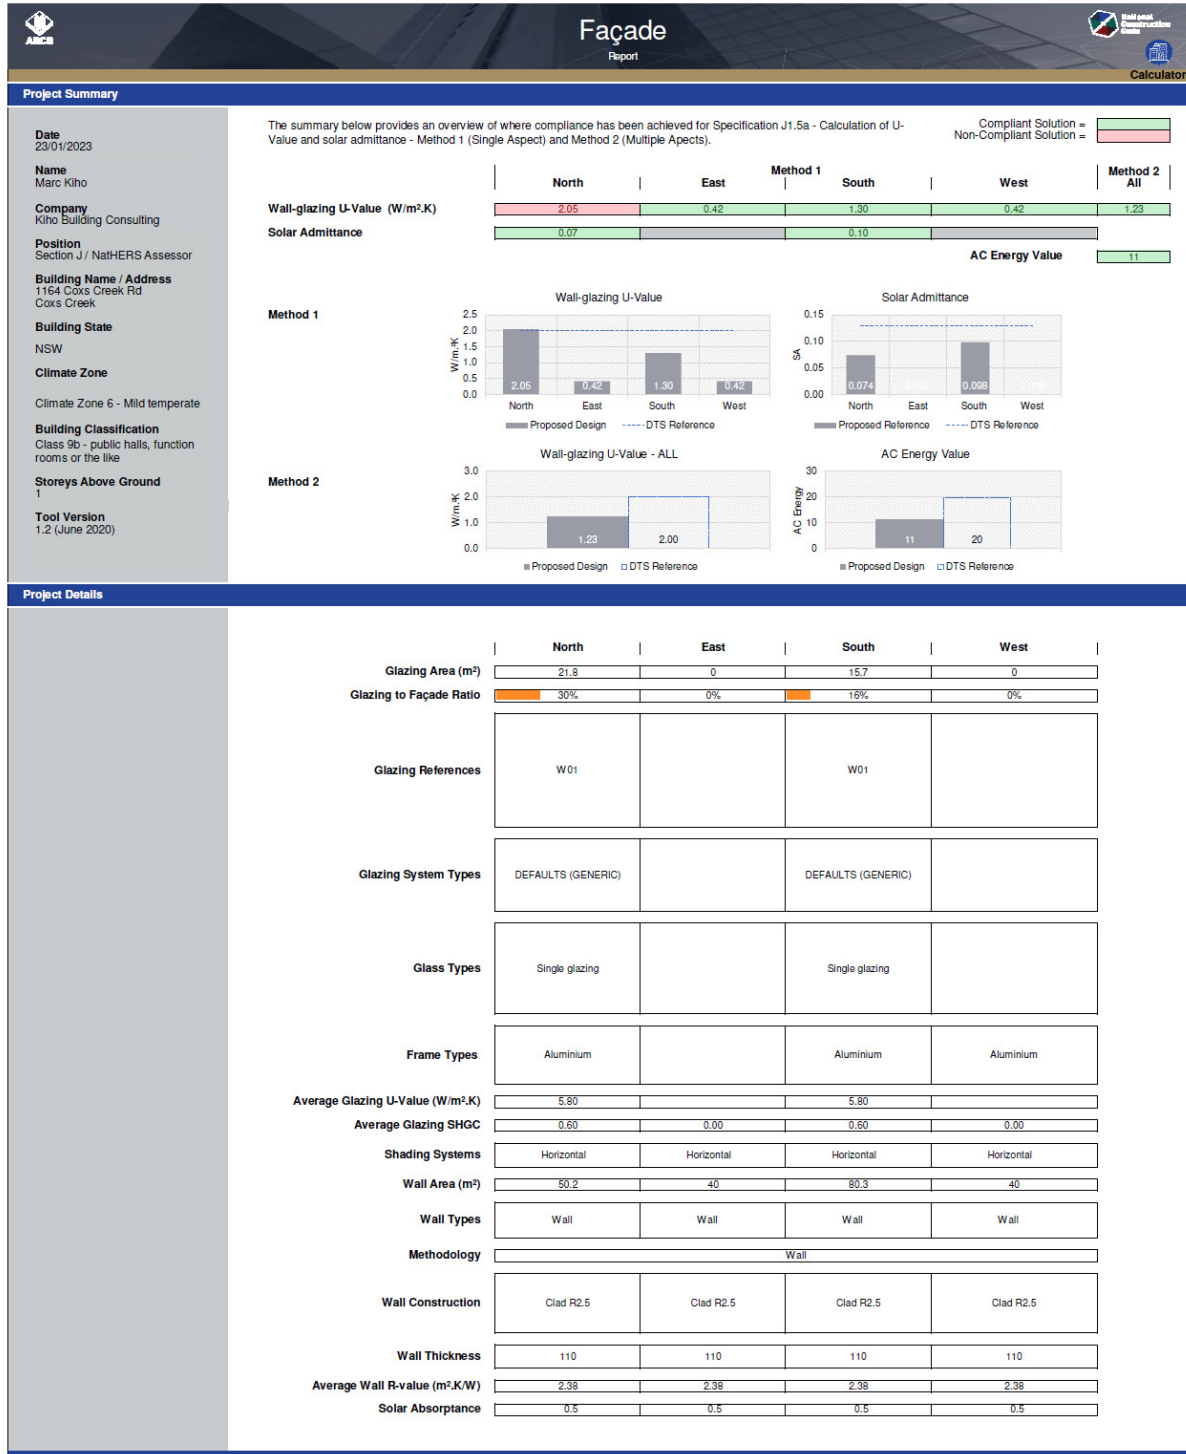 ABCB
Façade
Report
National
Construction
Code
Calculator
Project Summary
Date
23/01/2023
Name
Marc Kiho
Company
Kiho Building Consulting
Position
Section J / NatHERS Assessor
Building Name / Address
1164 Coxs Creek Rd
Coxs Creek
Building State
NSW
Climate Zone
Climate Zone 6 - Mild temperate
Building Classification
Class 9b - public halls, function
rooms or the like
Storeys Above Ground
1
Tool Version
1.2 (June 2020)
The summary below provides an overview of where compliance has been achieved for Specification J1.5a - Calculation of U-
Value and solar admittance - Method 1 (Single Aspect) and Method 2 (Multiple Apects).
Compliant Solution =
Non-Compliant Solution =
Method 1 Method 2
North East South West All
Wall-glazing U-Value (W/m².K) 2.05 0.42 1.30 0.42 1.23
Solar Admittance 0.07 0.10
AC Energy Value 11
Method 1
Wall-glazing U-Value
W/m.²K
2.5
2.0
1.5
1.0
0.5
0.0
2.05 0.42 1.30 0.42
North East South West
Proposed Design DTS Reference
Solar Admittance
SA
0.15
0.10
0.05
0.00
0.074 0.098
North East South West
Proposed Reference DTS Reference
Method 2
Wall-glazing U-Value - ALL
W/m.²K
3.0
2.0
1.0
0.0
1.23 2.00
Proposed Design DTS Reference
AC Energy Value
AC Energy
30
20
10
0
11 20
Proposed Design DTS Reference
Project Details
North East South West
Glazing Area (m²) 21.8 0 15.7 0
Glazing to Façade Ratio 30% 0% 16% 0%
Glazing References W01 W01
Glazing System Types DEFAULTS (GENERIC) DEFAULTS (GENERIC)
Glass Types Single glazing Single glazing
Frame Types Aluminium Aluminium Aluminium
Average Glazing U-Value (W/m².K) 5.80 5.80
Average Glazing SHGC 0.60 0.00 0.60 0.00
Shading Systems Horizontal Horizontal Horizontal Horizontal
Wall Area (m²) 50.2 40 80.3 40
Wall Types Wall Wall Wall Wall
Methodology Wall
Wall Construction Clad R2.5 Clad R2.5 Clad R2.5 Clad R2.5
Wall Thickness 110 110 110 110
Average Wall R-value (m².K/W) 2.38 2.38 2.38 2.38
Solar Absorptance 0.5 0.5 0.5 0.5